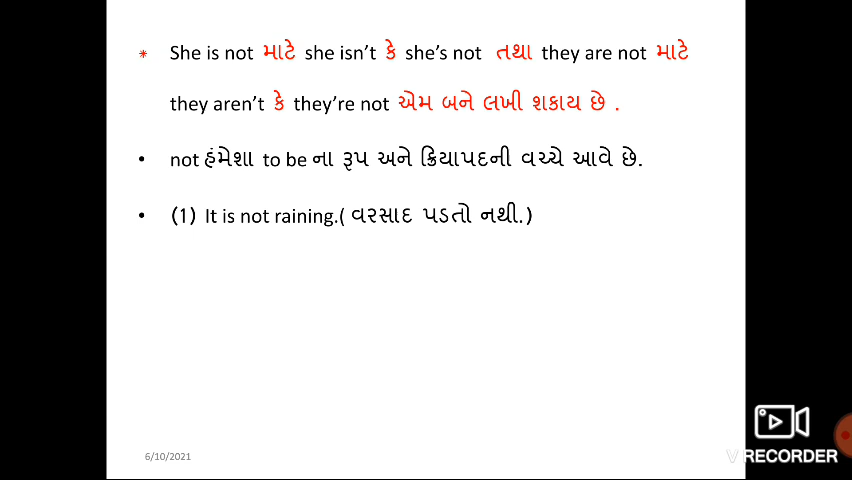 * She is not માટે she isn't કે she's not તથા they are not માટે
they aren't કે they're not એમ બને લખી શકાય છે .
• not હંમેશા to be ના રૂપ અને ક્રિયાપદની વચ્ચે આવે છે.
• (1) It is not raining.( વરસાદ પડતો નથી.)
6/10/2021
V RECORDER